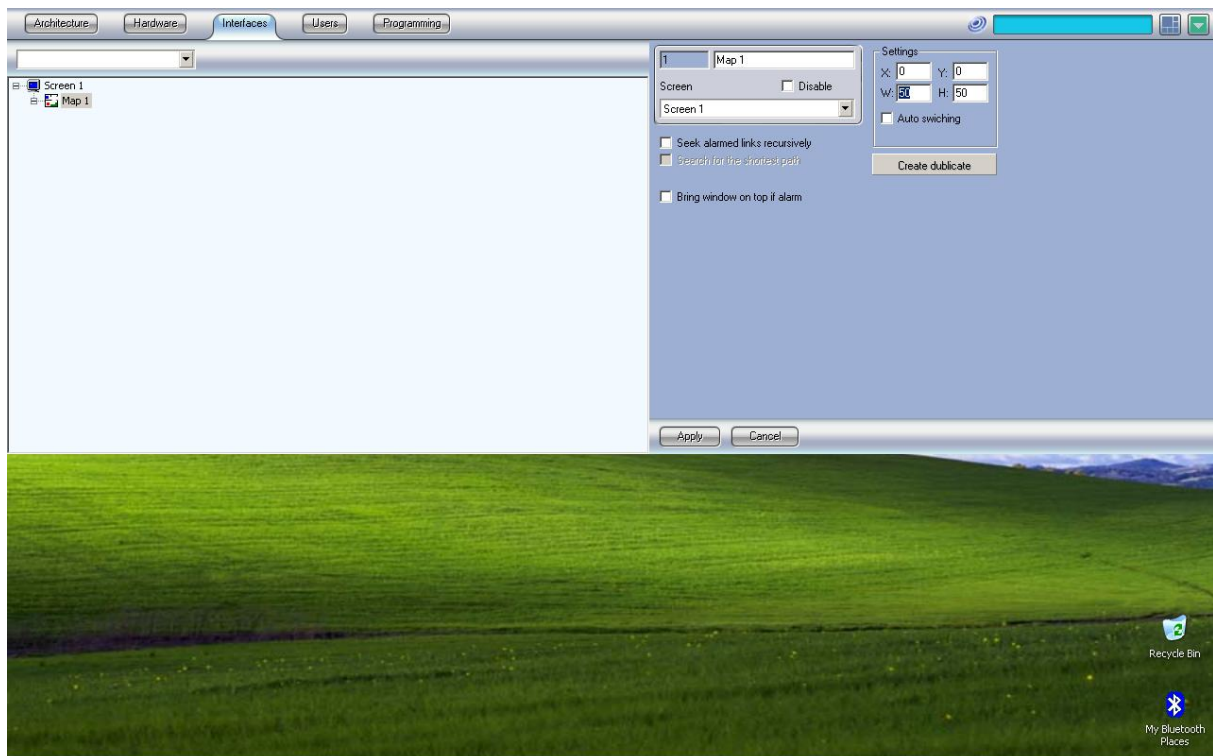 Architecture Hardware Interfaces Users Programming
Screen 1
Map 1
1 Map 1
Screen Disable
Screen 1
Seek alarmed links recursively
Search for the shortest path
Bring window on top if alarm
Settings
X: 0 Y: 0
W: 50 H: 50
Auto swiching
Create dublicate
Apply Cancel
Recycle Bin
My Bluetooth
Places